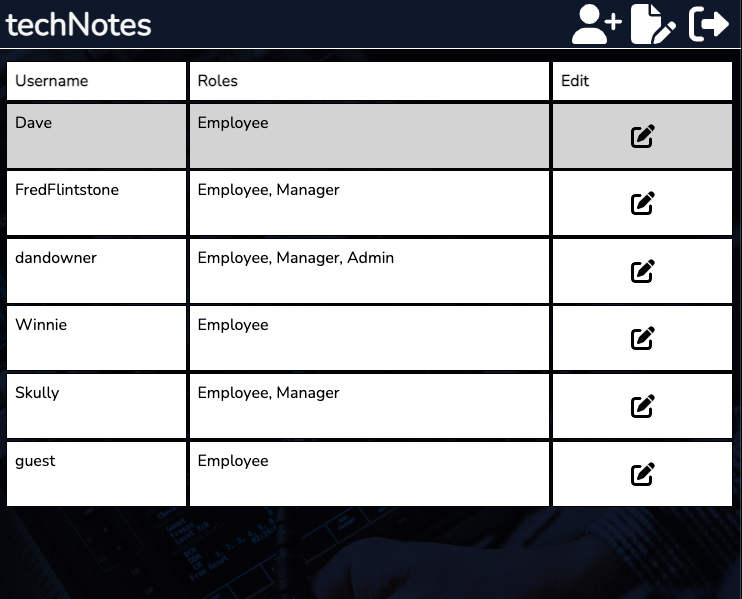 techNotes
Username Roles Edit
Dave Employee
FredFlintstone Employee, Manager
dandowner Employee, Manager, Admin
Winnie Employee
Skully Employee, Manager
guest Employee